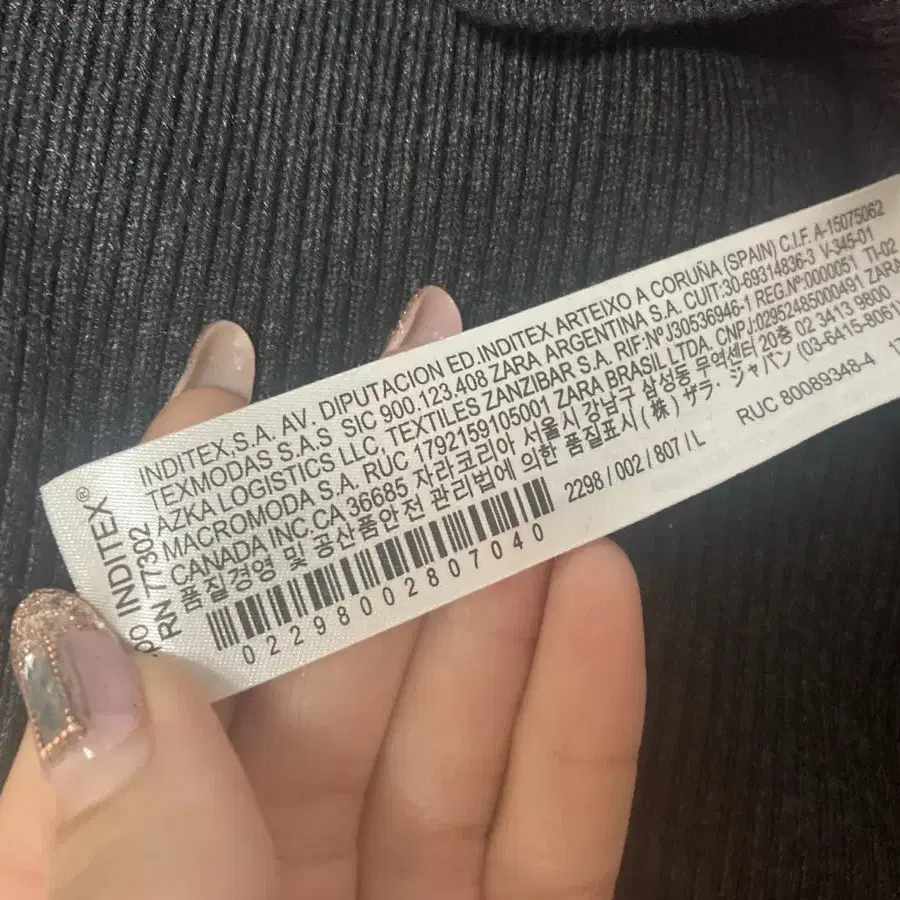 INDITEX®
RN 77302
INDITEX,S.A. AV. DIPUTACION ED.INDITEX ARTEIXO A CORUÑA (SPAIN) C.I.F. A-15075062
TEXMODAS S.A.S SIC 900.123.408 ZARA ARGENTINA S.A. CUIT:30-69314836-3 V-345-01
AZKA LOGISTICS LLC, TEXTILES ZANZIBAR S.A. RIF:Nº J30536946-1 REG.Nº:0000051 TI-02
MACROMODA S.A. RUC 1792159105001 ZARA BRASIL LTDA. CNPJ:02952485000491 ZARA
CANADA INC.CA 36685 자라코리아 서울시 강남구 삼성동 무역센터 20층 02 3413 9800
품질경영 및 공산품안전 관리법에 의한 품질표시 (株) ザラ・ジャパン (03-6415-8061
2298 / 002 / 807 / L
RUC 80089348-4
02298002807040